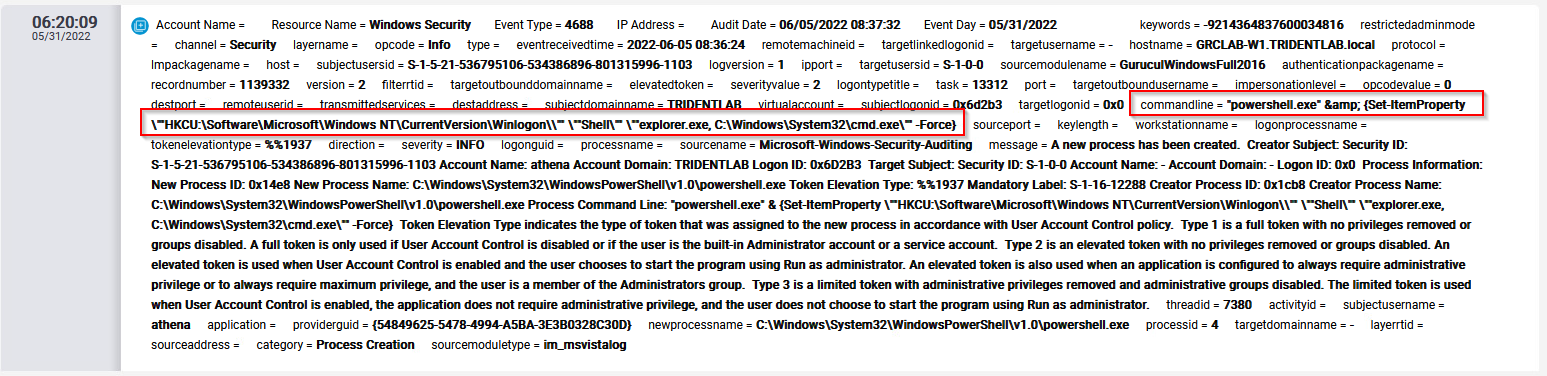 06:20:09
05/31/2022
Account Name = Resource Name = Windows Security Event Type = 4688 IP Address = Audit Date = 06/05/2022 08:37:32 Event Day = 05/31/2022 keywords = -9214364837600034816 restrictedadminmode
= channel = Security layername = opcode = Info type = eventreceivedtime = 2022-06-05 08:36:24 remotemachineid = targetlinkedlogonid = targetusername = - hostname = GRCLAB-W1.TRIDENTLAB.local protocol =
lmpackagename = host = subjectusersid = S-1-5-21-536795106-534386896-801315996-1103 logversion = 1 ipport = targetusersid = S-1-0-0 sourcemodulename = GuruculWindowsFull2016 authenticationpackagename =
recordnumber = 1139332 version = 2 filterrtid = targetoutbounddomainname = elevatedtoken = severityvalue = 2 logontypetitle = task = 13312 port = targetoutboundusername = impersonationlevel = opcodevalue = 0
destport = remoteuserid = transmittedservices = destaddress = subjectdomainname = TRIDENTLAB virtualaccount = subjectlogonid = 0x6d2b3 targetlogonid = 0x0 commandline = "powershell.exe" &amp; {Set-ItemProperty
\""HKCU:\Software\Microsoft\Windows NT\CurrentVersion\Winlogon\\"" \""Shell\"" \""explorer.exe, C:\Windows\System32\cmd.exe\"" -Force} sourceport = keylength = workstationname = logonprocessname =
tokenelevationtype = %%1937 direction = severity = INFO logonguid = processname = sourcename = Microsoft-Windows-Security-Auditing message = A new process has been created. Creator Subject: Security ID:
S-1-5-21-536795106-534386896-801315996-1103 Account Name: athena Account Domain: TRIDENTLAB Logon ID: 0x6D2B3 Target Subject: Security ID: S-1-0-0 Account Name: - Account Domain: - Logon ID: 0x0 Process Information:
New Process ID: 0x14e8 New Process Name: C:\Windows\System32\WindowsPowerShell\v1.0\powershell.exe Token Elevation Type: %%1937 Mandatory Label: S-1-16-12288 Creator Process ID: 0x1cb8 Creator Process Name:
C:\Windows\System32\WindowsPowerShell\v1.0\powershell.exe Process Command Line: "powershell.exe" & {Set-ItemProperty \""HKCU:\Software\Microsoft\Windows NT\CurrentVersion\Winlogon\\"" \""Shell\"" \""explorer.exe,
C:\Windows\System32\cmd.exe\"" -Force} Token Elevation Type indicates the type of token that was assigned to the new process in accordance with User Account Control policy. Type 1 is a full token with no privileges removed or
groups disabled. A full token is only used if User Account Control is disabled or if the user is the built-in Administrator account or a service account. Type 2 is an elevated token with no privileges removed or groups disabled. An
elevated token is used when User Account Control is enabled and the user chooses to start the program using Run as administrator. An elevated token is also used when an application is configured to always require administrative
privilege or to always require maximum privilege, and the user is a member of the Administrators group. Type 3 is a limited token with administrative privileges removed and administrative groups disabled. The limited token is used
when User Account Control is enabled, the application does not require administrative privilege, and the user does not choose to start the program using Run as administrator. threadid = 7380 activityid = subjectusername =
athena application = providerguid = {54849625-5478-4994-A5BA-3E3B0328C30D} newprocessname = C:\Windows\System32\WindowsPowerShell\v1.0\powershell.exe processid = 4 targetdomainname = - layerrtid =
sourceaddress = category = Process Creation sourcemoduletype = im_msvistalog